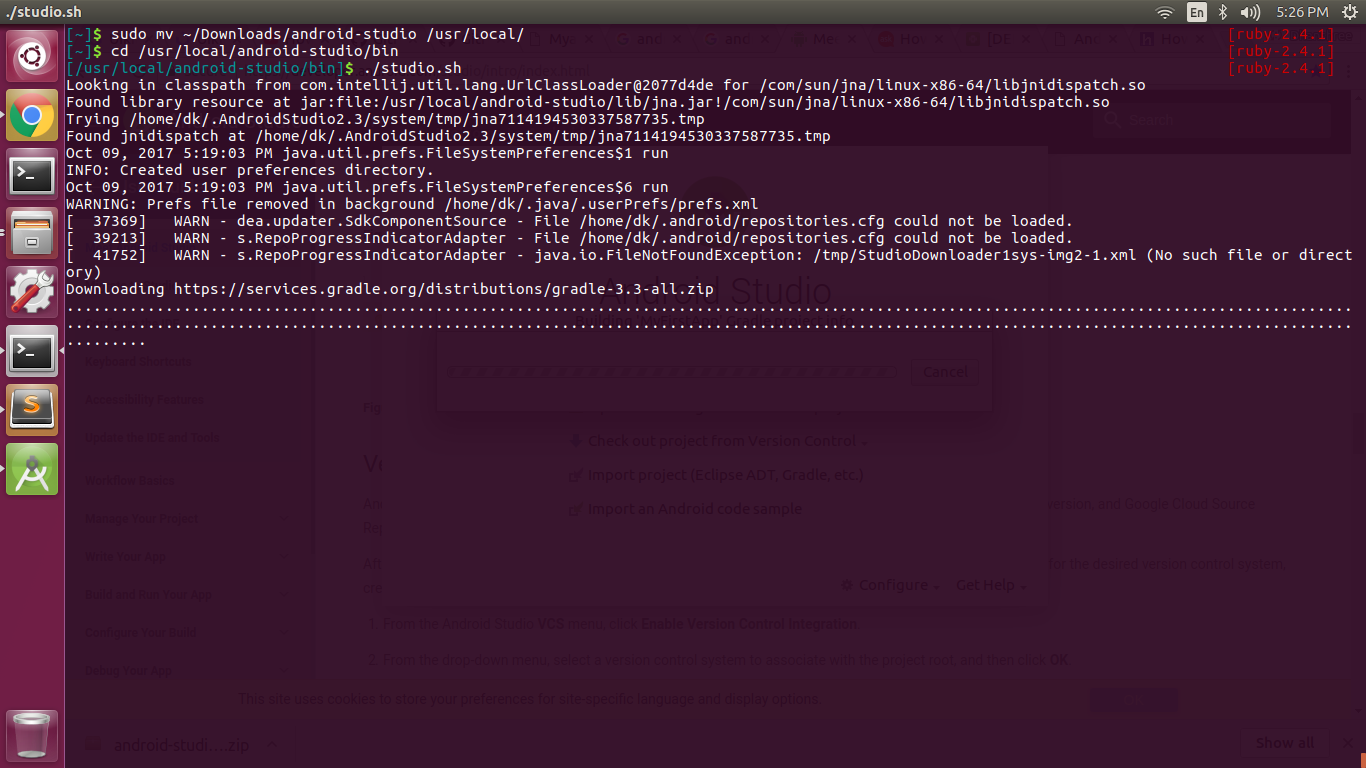 ./studio.sh
En
5:26 PM
[~]$ sudo mv ~/Downloads/android-studio /usr/local/ [ruby-2.4.1]
[~]$ cd /usr/local/android-studio/bin [ruby-2.4.1]
[/usr/local/android-studio/bin]$ ./studio.sh [ruby-2.4.1]
Looking in classpath from com.intellij.util.lang.UrlClassLoader@2077d4de for /com/sun/jna/linux-x86-64/libjnidispatch.so
Found library resource at jar:file:/usr/local/android-studio/lib/jna.jar!/com/sun/jna/linux-x86-64/libjnidispatch.so
Trying /home/dk/.AndroidStudio2.3/system/tmp/jna7114194530337587735.tmp
Found jnidispatch at /home/dk/.AndroidStudio2.3/system/tmp/jna7114194530337587735.tmp
Oct 09, 2017 5:19:03 PM java.util.prefs.FileSystemPreferences$1 run
INFO: Created user preferences directory.
Oct 09, 2017 5:19:03 PM java.util.prefs.FileSystemPreferences$6 run
WARNING: Prefs file removed in background /home/dk/.java/.userPrefs/prefs.xml
[  37369]   WARN - dea.updater.SdkComponentSource - File /home/dk/.android/repositories.cfg could not be loaded.
[  39213]   WARN - s.RepoProgressIndicatorAdapter - File /home/dk/.android/repositories.cfg could not be loaded.
[  41752]   WARN - s.RepoProgressIndicatorAdapter - java.io.FileNotFoundException: /tmp/StudioDownloader1sys-img2-1.xml (No such file or direct
ory)
Downloading https://services.gradle.org/distributions/gradle-3.3-all.zip
Search
Android Studio
Keyboard Shortcuts
Cancel
Accessibility Features
Update the IDE and Tools
Check out project from Version Control
Import project (Eclipse ADT, Gradle, etc.)
Workflow Basics
Import an Android code sample
version, and Google Cloud Source
Manage Your Project
Write Your App
for the desired version control system,
Configure
Get Help
Build and Run Your App
From the Android Studio VCS menu, click Enable Version Control Integration.
Configure Your Build
2. From the drop-down menu, select a version control system to associate with the project root, and then click OK.
Debug Your App
This site uses cookies to store your preferences for site-specific language and display options.
android-studi....zip
Show all